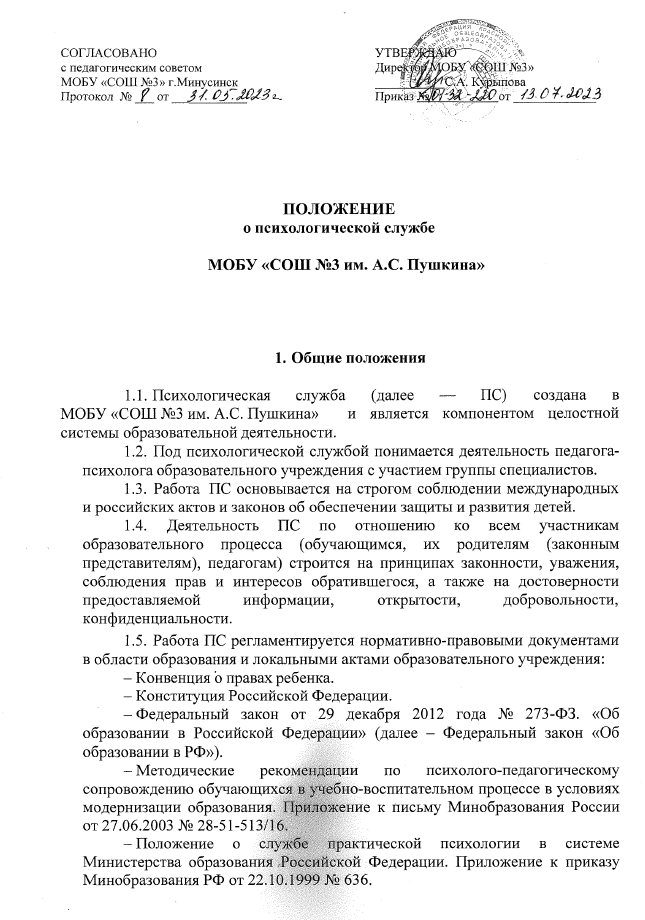 СОГЛАСОВАНО
с педагогическим советом
МОБУ «СОШ №3» г.Минусинск
Протокол № 8 от 31.05.2023 г
УТВЕРЖДАЮ
Директор МОБУ «СОШ №3»
С.А. Курыпова
Приказ № 01-32-220 от 13.07.2023
ПОЛОЖЕНИЕ
о психологической службе
МОБУ «СОШ №3 им. А.С. Пушкина»
1. Общие положения
1.1. Психологическая служба (далее — ПС) создана в
МОБУ «СОШ №3 им. А.С. Пушкина» и является компонентом целостной
системы образовательной деятельности.
1.2. Под психологической службой понимается деятельность педагога-
психолога образовательного учреждения с участием группы специалистов.
1.3. Работа ПС основывается на строгом соблюдении международных
и российских актов и законов об обеспечении защиты и развития детей.
1.4. Деятельность ПС по отношению ко всем участникам
образовательного процесса (обучающимся, их родителям (законным
представителям), педагогам) строится на принципах законности, уважения,
соблюдения прав и интересов обратившегося, а также на достоверности
предоставляемой информации, открытости, добровольности,
конфиденциальности.
1.5. Работа ПС регламентируется нормативно-правовыми документами
в области образования и локальными актами образовательного учреждения:
– Конвенция о правах ребенка.
– Конституция Российской Федерации.
– Федеральный закон от 29 декабря 2012 года № 273-ФЗ. «Об
образовании в Российской Федерации» (далее – Федеральный закон «Об
образовании в РФ»).
– Методические рекомендации по психолого-педагогическому
сопровождению обучающихся в учебно-воспитательном процессе в условиях
модернизации образования. Приложение к письму Минобразования России
от 27.06.2003 № 28-51-513/16.
– Положение о службе практической психологии в системе
Министерства образования Российской Федерации. Приложение к приказу
Минобразования РФ от 22.10.1999 № 636.